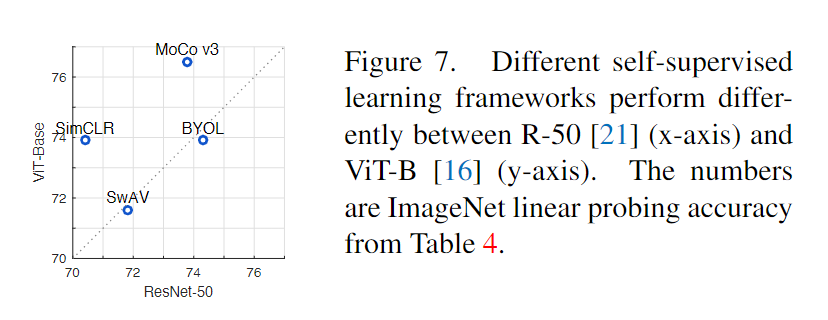 MoCo v3
76
SimCLR
BYOL
74
ViT-Base
SwAV
72
70
70 72 74 76
ResNet-50
Figure 7. Different self-supervised
learning frameworks perform differ-
ently between R-50 [21] (x-axis) and
ViT-B [16] (y-axis). The numbers
are ImageNet linear probing accuracy
from Table 4.